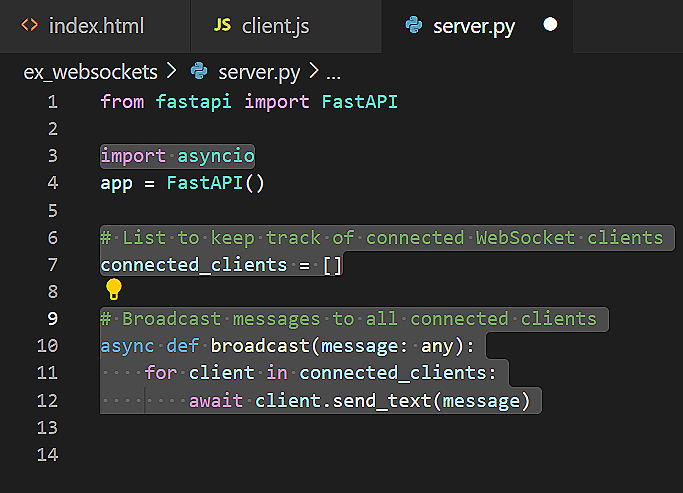 index.html JS client.js server.py
ex_websockets > server.py > ...
1 from fastapi import FastAPI
2
3 import asyncio
4 app = FastAPI()
5
6 # List to keep track of connected WebSocket clients
7 connected_clients = []
8
9 # Broadcast messages to all connected clients
10 async def broadcast(message: any):
11     for client in connected_clients:
12         await client.send_text(message)
13
14